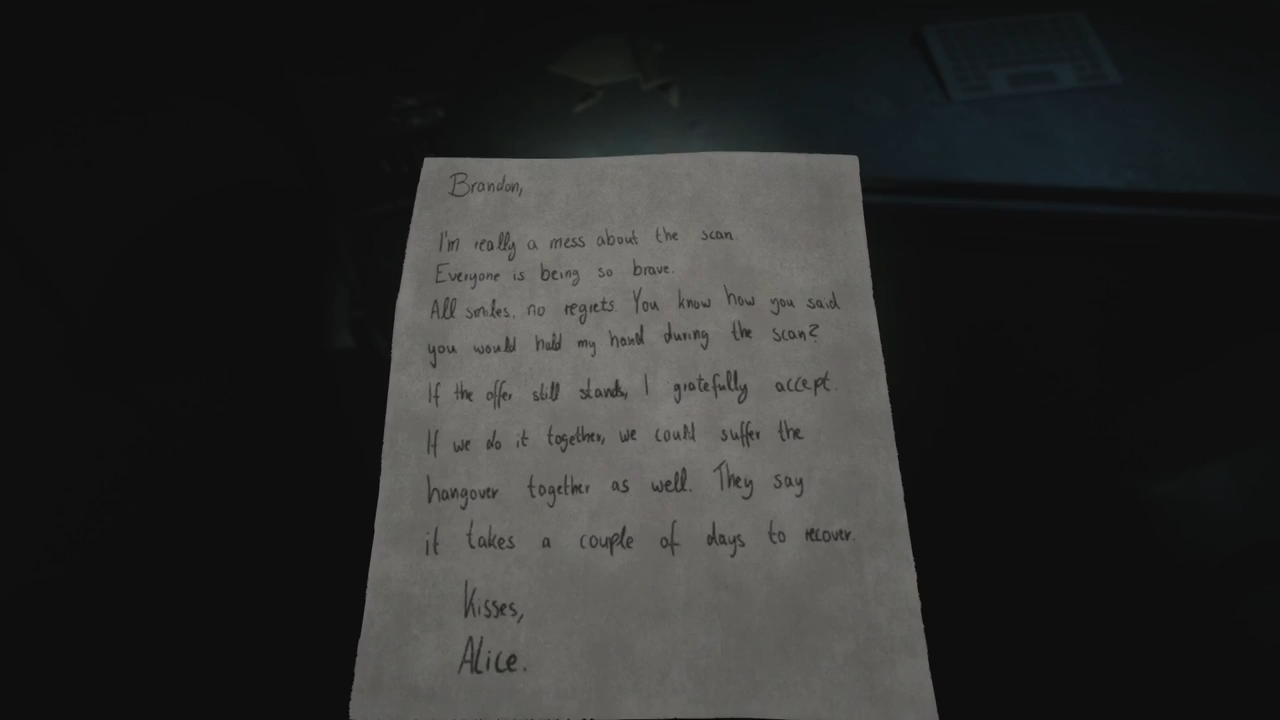 Brandon,
I'm really a mess about the scan.
Everyone is being so brave.
All smiles, no regrets. You know how you said
you would hold my hand during the scan?
If the offer still stands, I gratefully accept.
If we do it together, we could suffer the
hangover together as well. They say
it takes a couple of days to recover.
Kisses,
Alice.